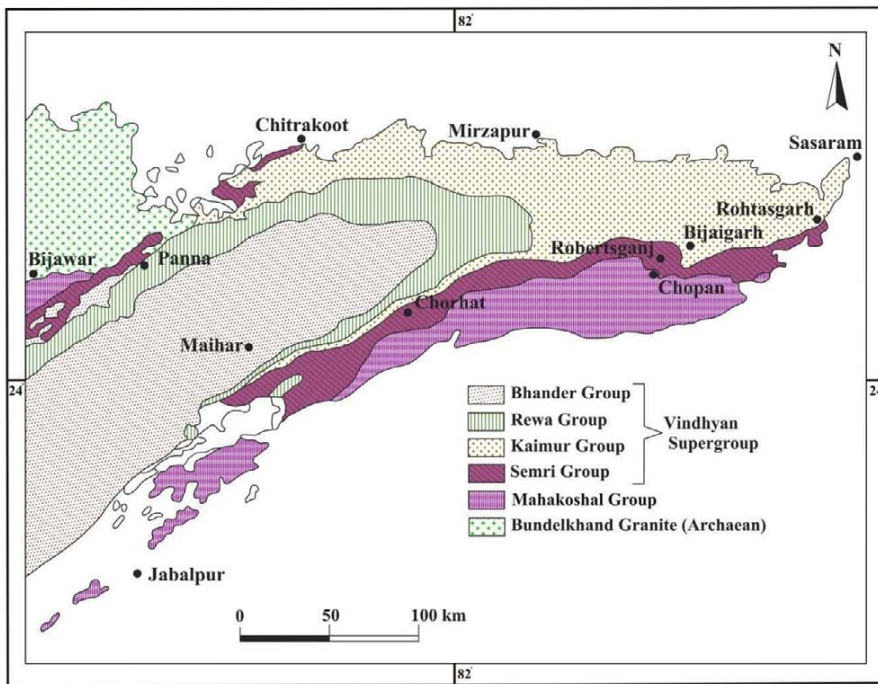 82'
N
Chitrakoot
Mirzapur
Sasaram
Rohtasgarh
Bijaigarh
Robertsganj
Bijawar
Panna
Chopan
Chorhat
Maihar
24
24
Bhander Group
Rewa Group
Kaimur Group
Semri Group
Vindhyan
Supergroup
Mahakoshal Group
Bundelkhand Granite (Archaean)
Jabalpur
0 50 100 km
82'